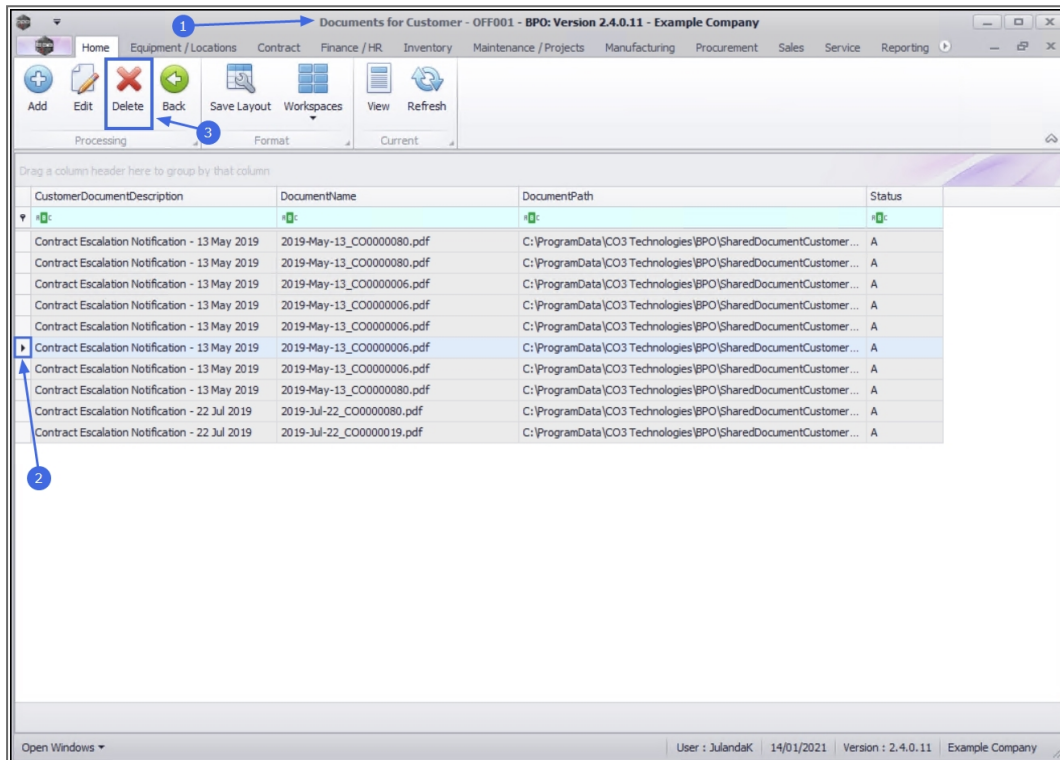 1
Documents for Customer - OFF001 - BPO: Version 2.4.0.11 - Example Company
Home Equipment / Locations Contract Finance / HR Inventory Maintenance / Projects Manufacturing Procurement Sales Service Reporting
Add Edit Delete Back Save Layout Workspaces View Refresh
3
Processing Format Current
Drag a column header here to group by that column
CustomerDocumentDescription DocumentName DocumentPath Status
Contract Escalation Notification - 13 May 2019 2019-May-13_CO0000080.pdf C:\ProgramData\CO3 Technologies\BPO\SharedDocumentCustomer... A
Contract Escalation Notification - 13 May 2019 2019-May-13_CO0000080.pdf C:\ProgramData\CO3 Technologies\BPO\SharedDocumentCustomer... A
Contract Escalation Notification - 13 May 2019 2019-May-13_CO0000006.pdf C:\ProgramData\CO3 Technologies\BPO\SharedDocumentCustomer... A
Contract Escalation Notification - 13 May 2019 2019-May-13_CO0000006.pdf C:\ProgramData\CO3 Technologies\BPO\SharedDocumentCustomer... A
Contract Escalation Notification - 13 May 2019 2019-May-13_CO0000006.pdf C:\ProgramData\CO3 Technologies\BPO\SharedDocumentCustomer... A
Contract Escalation Notification - 13 May 2019 2019-May-13_CO0000006.pdf C:\ProgramData\CO3 Technologies\BPO\SharedDocumentCustomer... A
Contract Escalation Notification - 13 May 2019 2019-May-13_CO0000006.pdf C:\ProgramData\CO3 Technologies\BPO\SharedDocumentCustomer... A
Contract Escalation Notification - 13 May 2019 2019-May-13_CO0000080.pdf C:\ProgramData\CO3 Technologies\BPO\SharedDocumentCustomer... A
Contract Escalation Notification - 22 Jul 2019 2019-Jul-22_CO0000080.pdf C:\ProgramData\CO3 Technologies\BPO\SharedDocumentCustomer... A
Contract Escalation Notification - 22 Jul 2019 2019-Jul-22_CO0000019.pdf C:\ProgramData\CO3 Technologies\BPO\SharedDocumentCustomer... A
2
Open Windows User : JulandaK 14/01/2021 Version : 2.4.0.11 Example Company